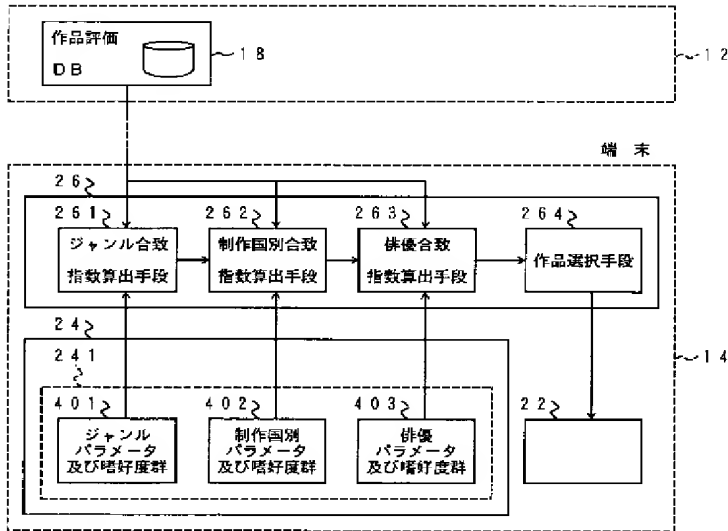 作品評価
DB
18
12
端末
26
261
262
263
264
ジャンル合致
指数算出手段
制作国別合致
指数算出手段
俳優合致
指数算出手段
作品選択手段
24
241
14
401
402
403
22
ジャンル
パラメータ
及び嗜好度群
制作国別
パラメータ
及び嗜好度群
俳優
パラメータ
及び嗜好度群